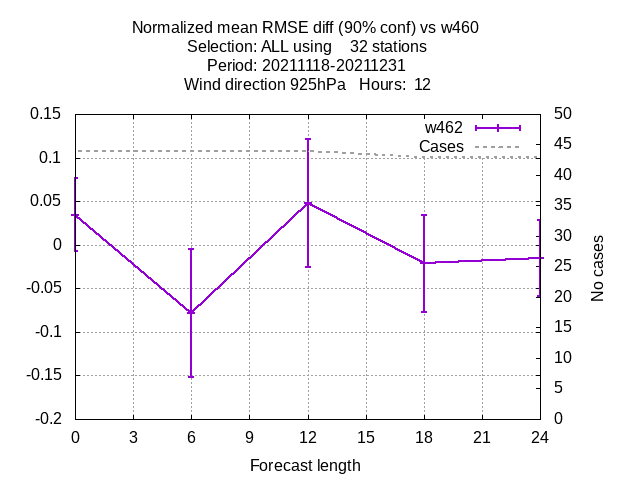 Normalized mean RMSE diff (90% conf) vs w460
Selection: ALL using    32 stations
Period: 20211118-20211231
Wind direction 925hPa   Hours:  12
w462
Cases
0.15
0.1
0.05
0
-0.05
-0.1
-0.15
-0.2
50
45
40
35
30
25
20
15
10
5
0
No cases
0 3 6 9 12 15 18 21 24
Forecast length